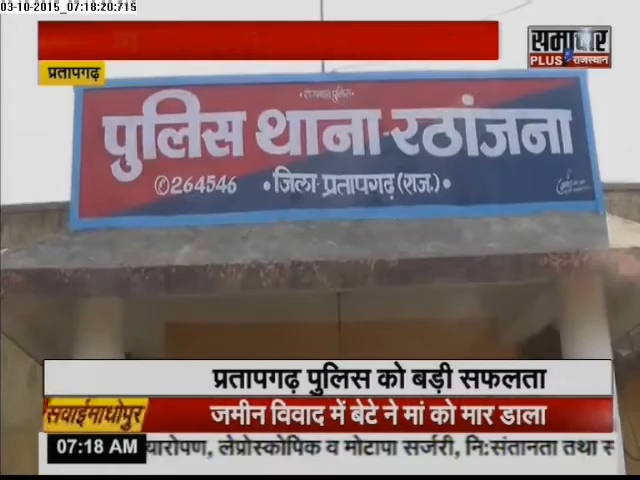 03-10-2015_07:18:20:715
समाचार
PLUS राजस्थान
प्रतापगढ़
राजस्थान पुलिस
पुलिस थाना रठांजना
✆264546 •जिला-प्रतापगढ़(राज.)•
प्रतापगढ़ पुलिस को बड़ी सफलता
सवाईमाधोपुर जमीन विवाद में बेटे ने मां को मार डाला
07:18 AM यारोपण, लेप्रोस्कोपिक व मोटापा सर्जरी, नि:संतानता तथा स